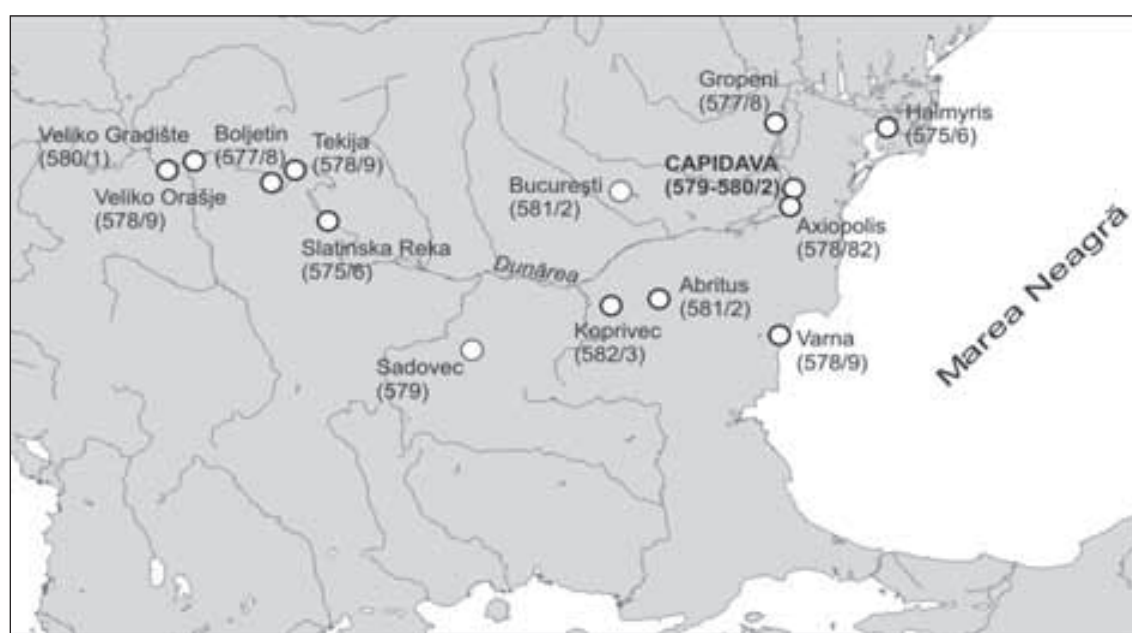 Gropeni
(577/8)
Halmyris
(575/6)
Veliko Gradište
(580/1)
Boljetin
(577/8)
Tekija
(578/9)
CAPIDAVA
(579-580/2)
Bucureşti
(581/2)
Veliko Orašje
(578/9)
Axiopolis
(578/82)
Slatinska Reka
(575/6)
Dunărea
Abritus
(581/2)
Koprivec
(582/3)
Varna
(578/9)
Sadovec
(579)
Marea Neagră